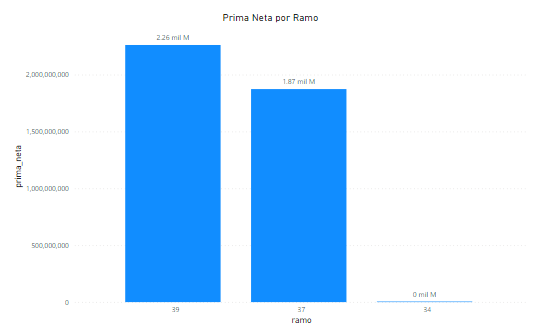 Prima Neta por Ramo
2.26 mil M
2,000,000,000
1.87 mil M
1,500,000,000
prima_neta
1,000,000,000
500,000,000
0 mil M
0
39
37
34
ramo